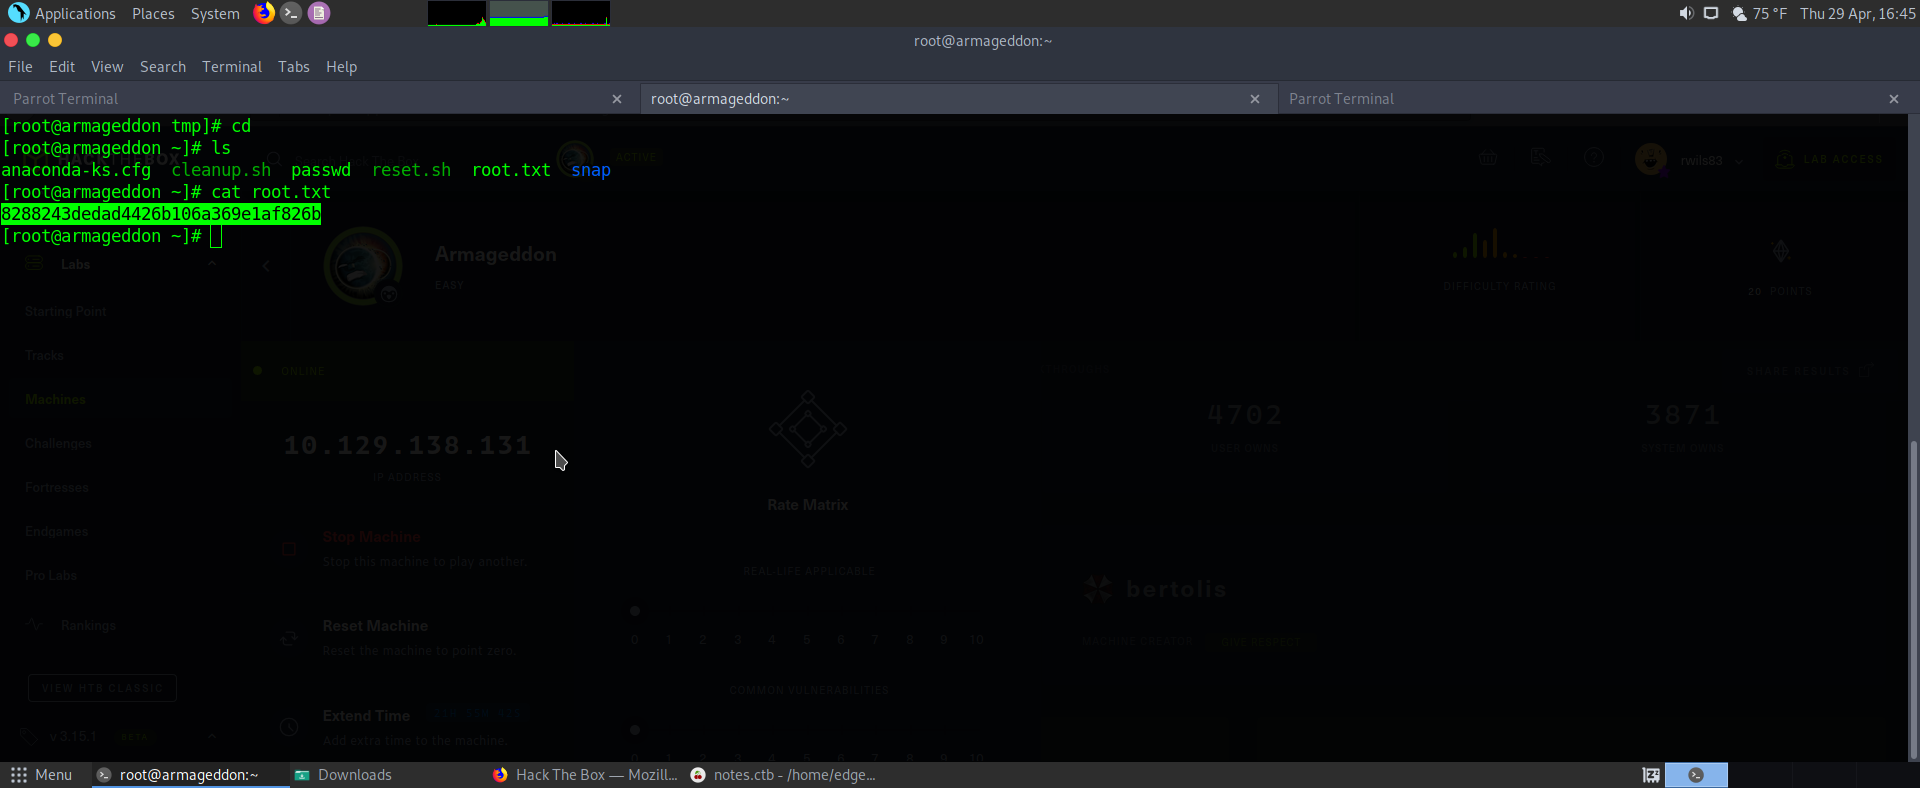 Applications Places System 75 °F Thu 29 Apr, 16:45
root@armageddon:~
File Edit View Search Terminal Tabs Help
Parrot Terminal × root@armageddon:~ × Parrot Terminal ×
[root@armageddon tmp]# cd
[root@armageddon ~]# ls
anaconda-ks.cfg cleanup.sh passwd reset.sh root.txt snap
[root@armageddon ~]# cat root.txt
8288243dedad4426b106a369e1af826b
[root@armageddon ~]#
HACKTHEBOX
ACTIVE
rwils83
LAB ACCESS
Labs
Armageddon
EASY
DIFFICULTY RATING
20 POINTS
Starting Point
Tracks
Machines
Challenges
Fortresses
Endgames
Pro Labs
Rankings
VIEW HTB CLASSIC
v 3.15.1 BETA
ONLINE
10.129.138.131
IP ADDRESS
Stop Machine
Stop this machine to play another.
Reset Machine
Reset the machine to point zero.
Extend Time
Add extra time to the machine.
Rate Matrix
REAL-LIFE APPLICABLE
0 1 2 3 4 5 6 7 8 9 10
COMMON VULNERABILITIES
0 1 2 3 4 5 6 7 8 9 10
SHARE RESULTS
4702
USER OWNS
3871
SYSTEM OWNS
bertolis
MACHINE CREATOR
Menu root@armageddon:~ Downloads Hack The Box — Mozill... notes.ctb - /home/edge...